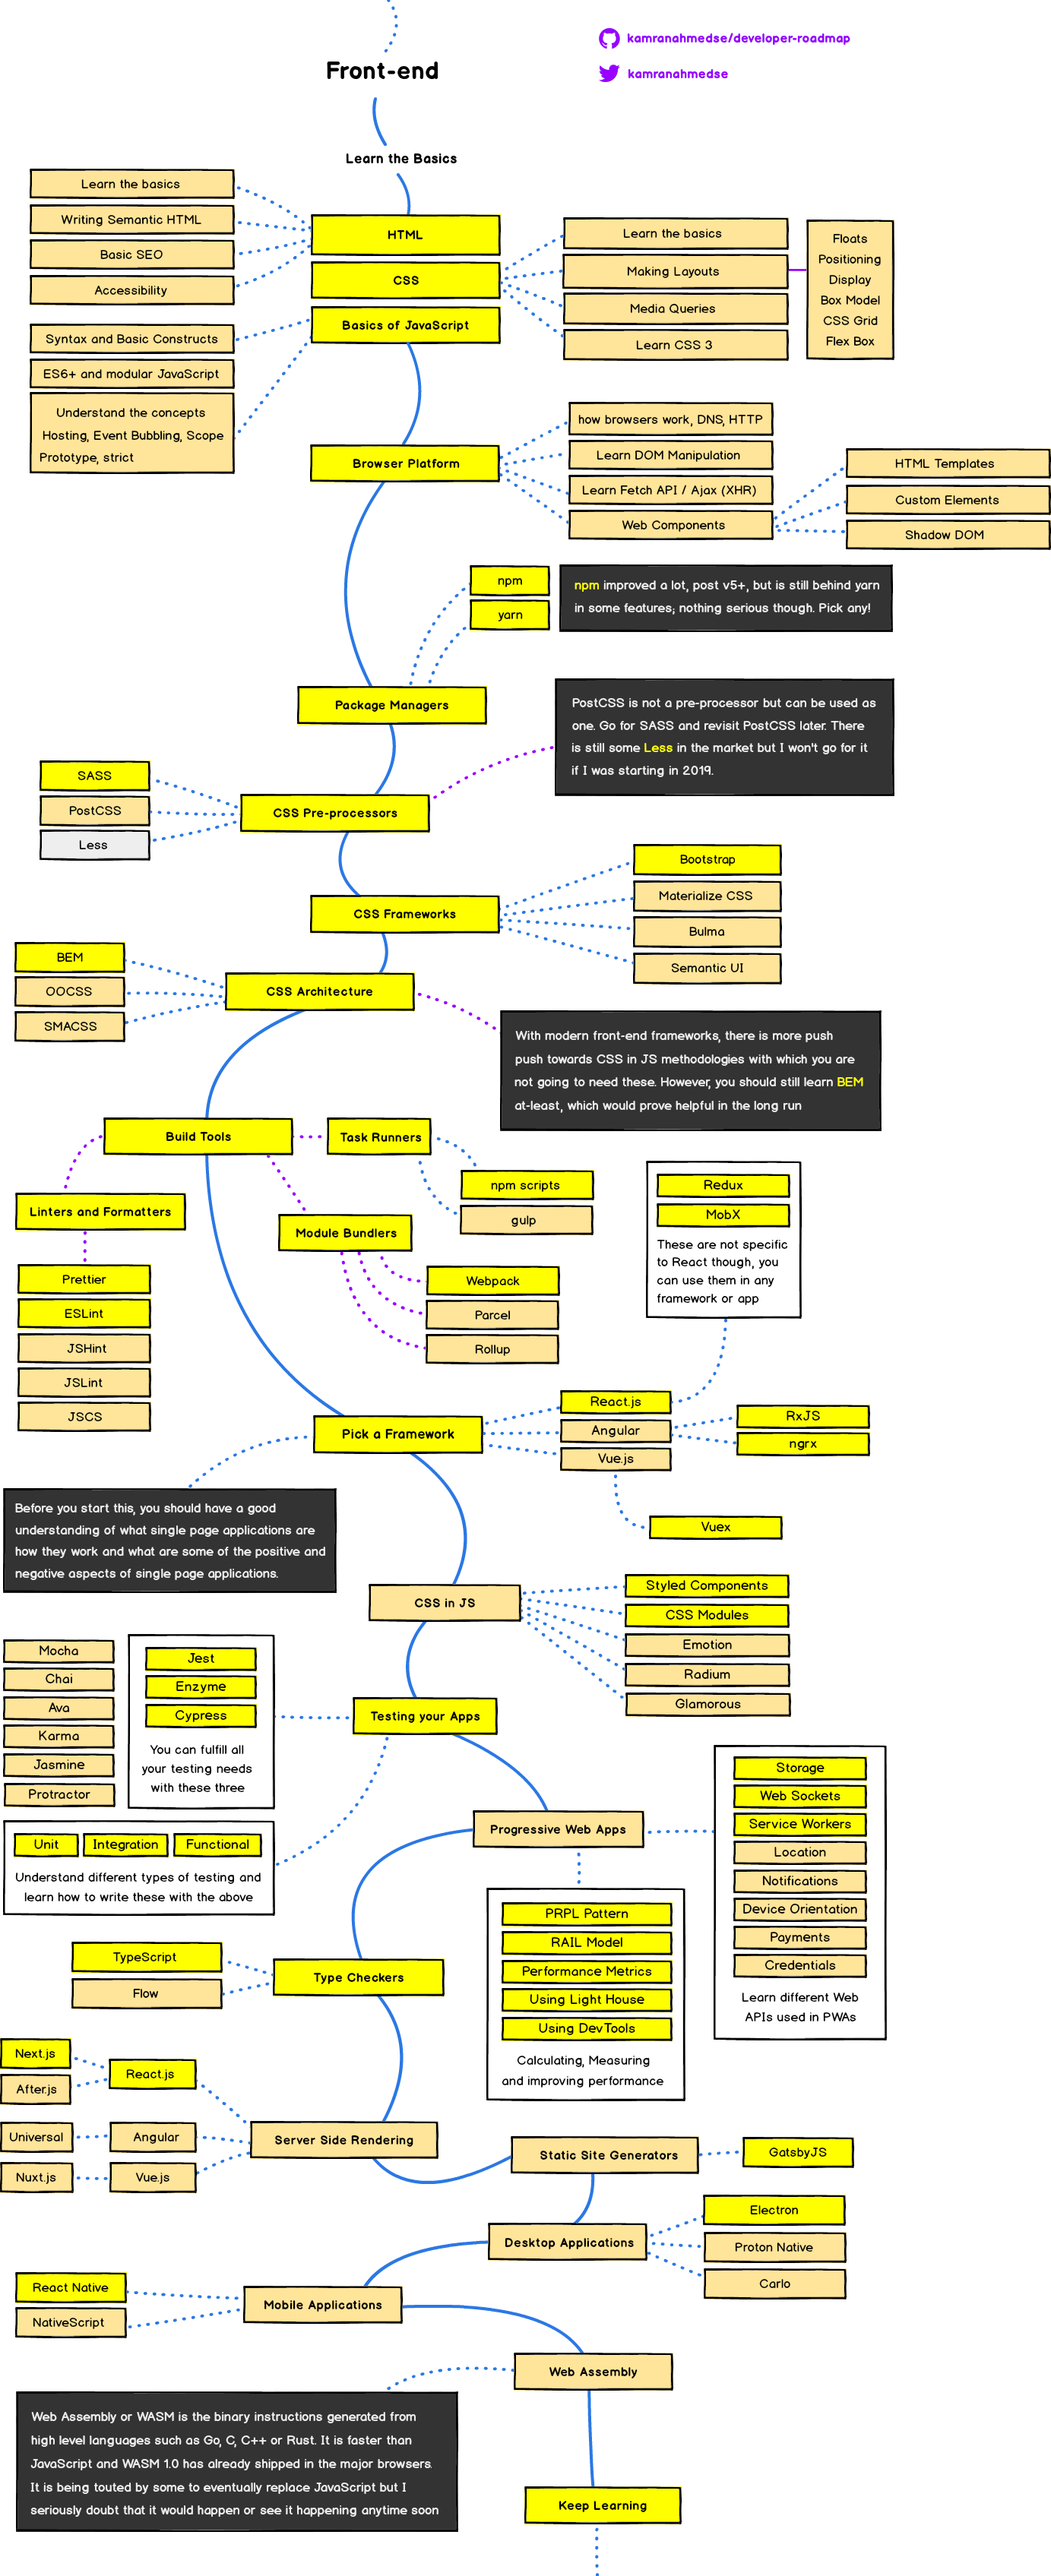 kamranahmedse/developer-roadmap
Front-end
kamranahmedse
Learn the Basics
Learn the basics
Writing Semantic HTML
Basic SEO
Accessibility
HTML
CSS
Basics of JavaScript
Learn the basics
Making Layouts
Media Queries
Learn CSS 3
Floats
Positioning
Display
Box Model
CSS Grid
Flex Box
Syntax and Basic Constructs
ES6+ and modular JavaScript
Understand the concepts
Hosting, Event Bubbling, Scope
Prototype, strict
Browser Platform
how browsers work, DNS, HTTP
Learn DOM Manipulation
Learn Fetch API / Ajax (XHR)
Web Components
HTML Templates
Custom Elements
Shadow DOM
npm
yarn
npm improved a lot, post v5+, but is still behind yarn
in some features; nothing serious though. Pick any!
Package Managers
PostCSS is not a pre-processor but can be used as
one. Go for SASS and revisit PostCSS later. There
is still some Less in the market but I won't go for it
if I was starting in 2019.
SASS
PostCSS
Less
CSS Pre-processors
CSS Frameworks
Bootstrap
Materialize CSS
Bulma
Semantic UI
BEM
OOCSS
SMACSS
CSS Architecture
With modern front-end frameworks, there is more push
push towards CSS in JS methodologies with which you are
not going to need these. However, you should still learn BEM
at-least, which would prove helpful in the long run
Build Tools
Task Runners
npm scripts
gulp
Linters and Formatters
Module Bundlers
Prettier
ESLint
JSHint
JSLint
JSCS
Webpack
Parcel
Rollup
Redux
MobX
These are not specific
to React though, you
can use them in any
framework or app
Pick a Framework
React.js
Angular
Vue.js
RxJS
ngrx
Vuex
Before you start this, you should have a good
understanding of what single page applications are
how they work and what are some of the positive and
negative aspects of single page applications.
CSS in JS
Styled Components
CSS Modules
Emotion
Radium
Glamorous
Mocha
Chai
Ava
Karma
Jasmine
Protractor
Jest
Enzyme
Cypress
You can fulfill all
your testing needs
with these three
Testing your Apps
Unit
Integration
Functional
Understand different types of testing and
learn how to write these with the above
Progressive Web Apps
Storage
Web Sockets
Service Workers
Location
Notifications
Device Orientation
Payments
Credentials
Learn different Web
APIs used in PWAs
PRPL Pattern
RAIL Model
Performance Metrics
Using Light House
Using DevTools
Calculating, Measuring
and improving performance
TypeScript
Flow
Type Checkers
Next.js
After.js
React.js
Universal
Angular
Nuxt.js
Vue.js
Server Side Rendering
Static Site Generators
GatsbyJS
Desktop Applications
Electron
Proton Native
Carlo
React Native
NativeScript
Mobile Applications
Web Assembly
Web Assembly or WASM is the binary instructions generated from
high level languages such as Go, C, C++ or Rust. It is faster than
JavaScript and WASM 1.0 has already shipped in the major browsers.
It is being touted by some to eventually replace JavaScript but I
seriously doubt that it would happen or see it happening anytime soon
Keep Learning